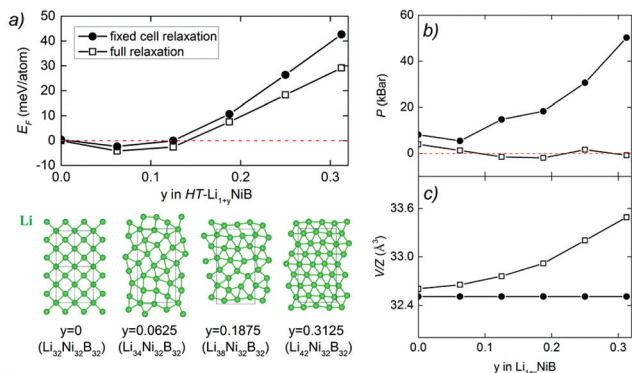 a)
fixed cell relaxation
full relaxation
E_F (meV/atom)
50
40
30
20
10
0
-10
0.0 0.1 0.2 0.3
y in HT-Li₁₊yNiB
Li
y=0
(Li₃₂Ni₃₂B₃₂)
y=0.0625
(Li₃₄Ni₃₂B₃₂)
y=0.1875
(Li₃₈Ni₃₂B₃₂)
y=0.3125
(Li₄₂Ni₃₂B₃₂)
b)
P (kBar)
60
40
20
0
c)
V/Z (Å³)
33.6
33.0
32.4
0.0 0.1 0.2 0.3
y in Li₁₊yNiB